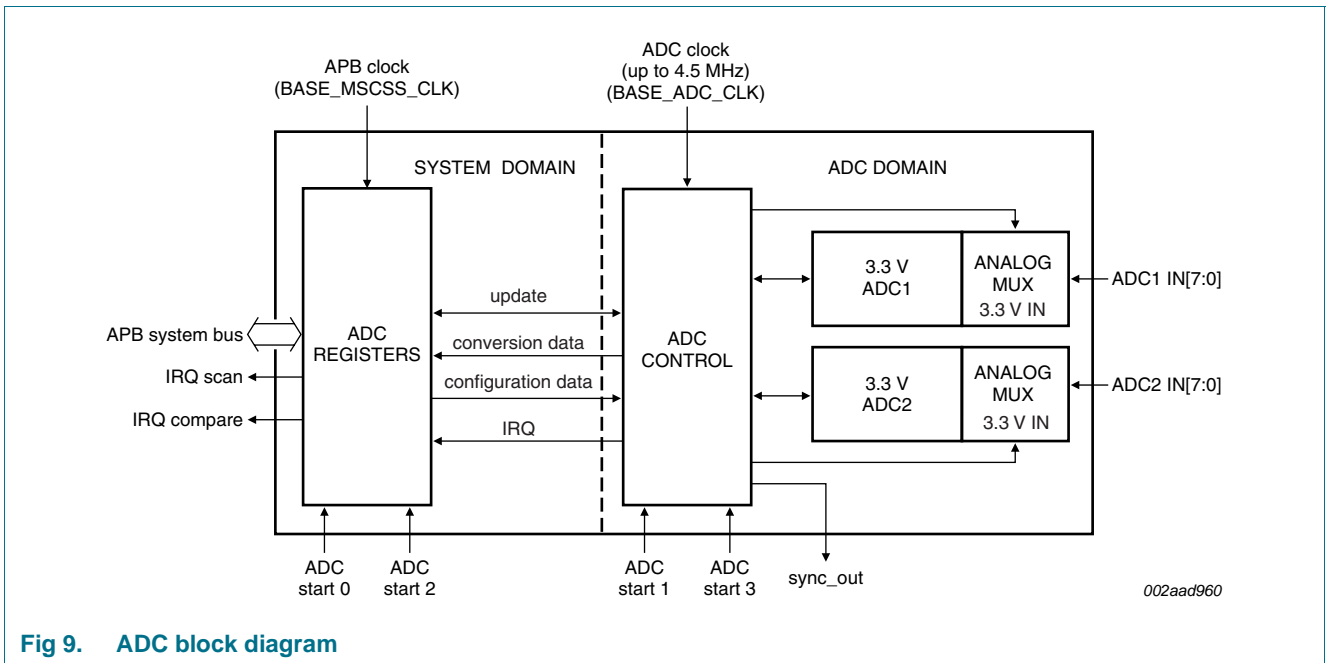 APB clock
(BASE_MSCSS_CLK)
ADC clock
(up to 4.5 MHz)
(BASE_ADC_CLK)
SYSTEM DOMAIN
ADC DOMAIN
APB system bus
IRQ scan
IRQ compare
ADC
REGISTERS
update
conversion data
configuration data
IRQ
ADC
CONTROL
3.3 V
ADC1
ANALOG
MUX
3.3 V IN
ADC1 IN[7:0]
3.3 V
ADC2
ANALOG
MUX
3.3 V IN
ADC2 IN[7:0]
ADC
start 0
ADC
start 2
ADC
start 1
ADC
start 3
sync_out
002aad960
Fig 9. ADC block diagram